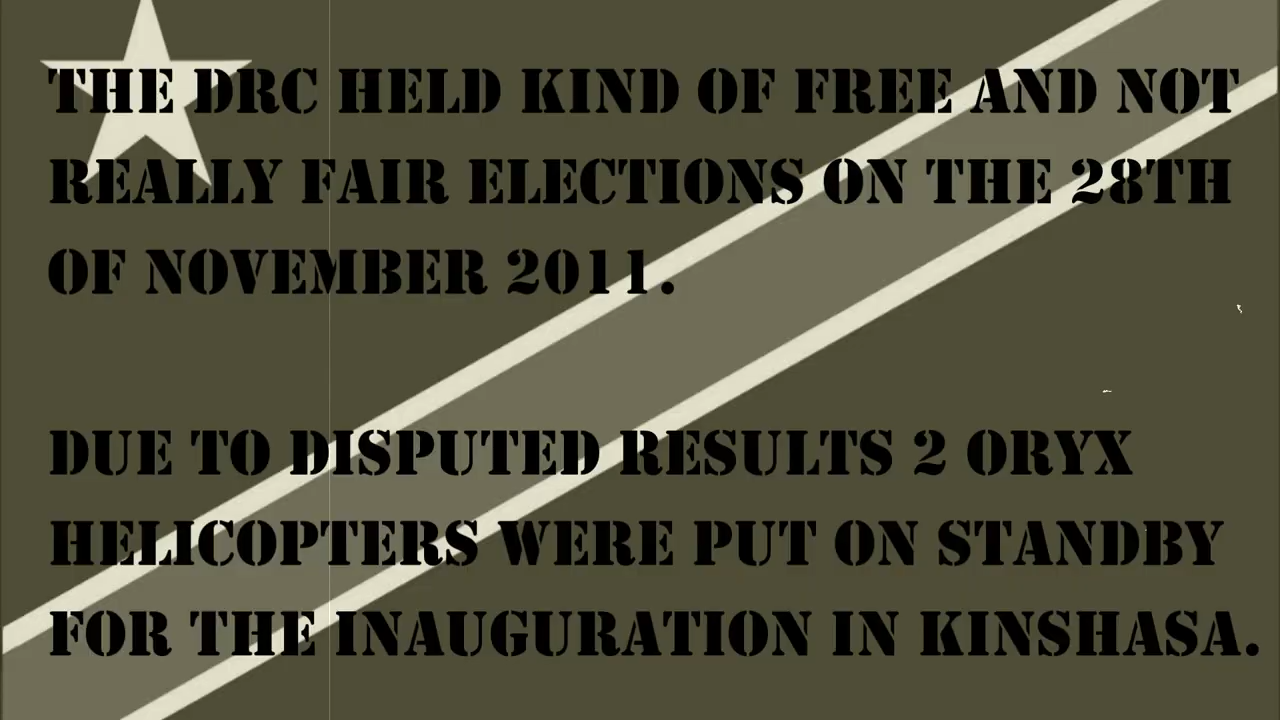 THE DRC HELD KIND OF FREE AND NOT
REALLY FAIR ELECTIONS ON THE 28TH
OF NOVEMBER 2011.
DUE TO DISPUTED RESULTS 2 ORYX
HELICOPTERS WERE PUT ON STANDBY
FOR THE INAUGURATION IN KINSHASA.